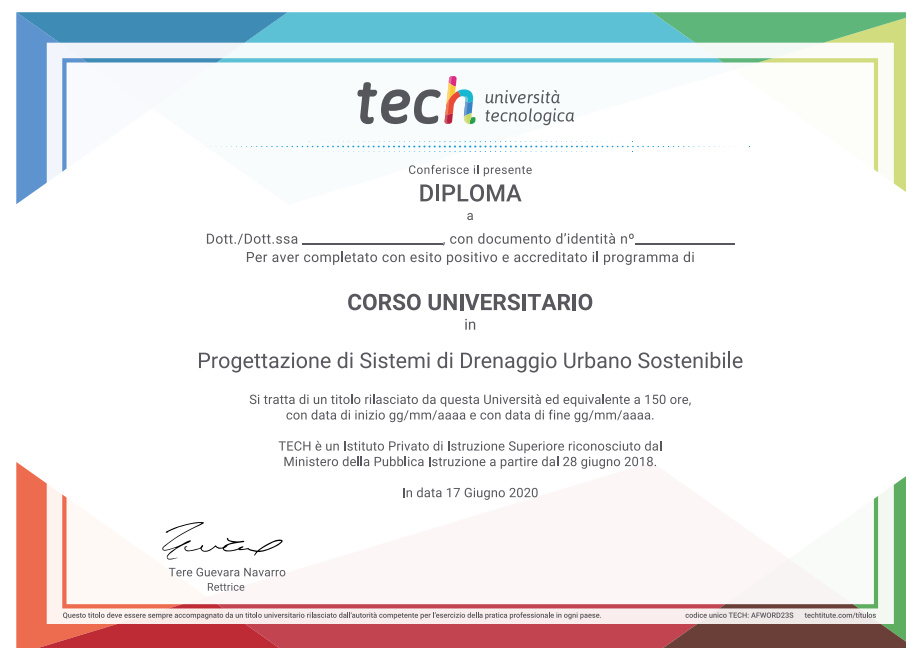 tech università
tecnologica
Conferisce il presente
DIPLOMA
a
Dott./Dott.ssa ____________________, con documento d'identità nº______________
Per aver completato con esito positivo e accreditato il programma di
CORSO UNIVERSITARIO
in
Progettazione di Sistemi di Drenaggio Urbano Sostenibile
Si tratta di un titolo rilasciato da questa Università ed equivalente a 150 ore,
con data di inizio gg/mm/aaaa e con data di fine gg/mm/aaaa.
TECH è un Istituto Privato di Istruzione Superiore riconosciuto dal
Ministero della Pubblica Istruzione a partire dal 28 giugno 2018.
In data 17 Giugno 2020
Tere Guevara Navarro
Rettrice
Questo titolo deve essere sempre accompagnato da un titolo universitario rilasciato dall'autorità competente per l'esercizio della pratica professionale in ogni paese. codice unico TECH: AFWORD23S techtitute.com/titulos